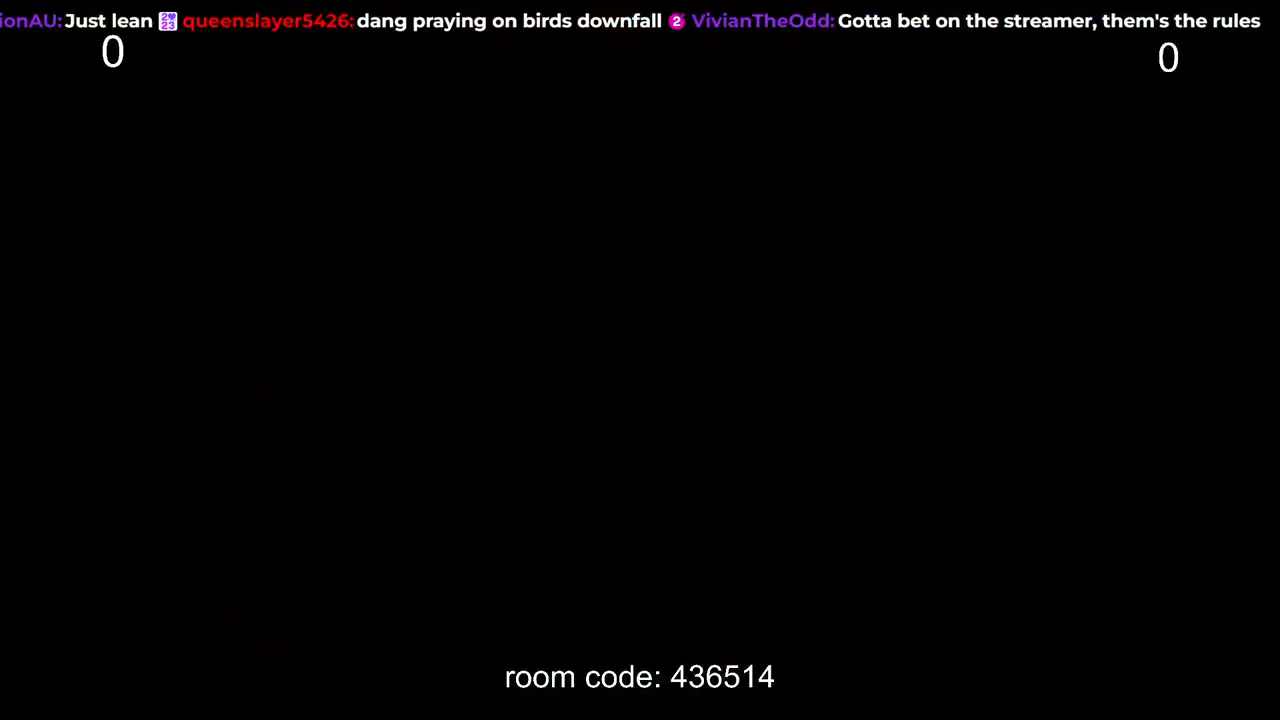 ionAU: Just lean queenslayer5426: dang praying on birds downfall 2 VivianTheOdd: Gotta bet on the streamer, them's the rules
0 0
room code: 436514